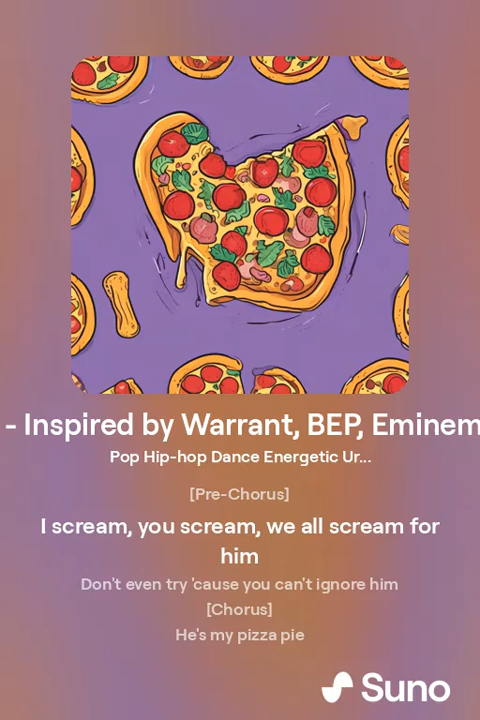 - Inspired by Warrant, BEP, Eminem
Pop Hip-hop Dance Energetic Ur...
[Pre-Chorus]
I scream, you scream, we all scream for
him
Don't even try 'cause you can't ignore him
[Chorus]
He's my pizza pie
Suno